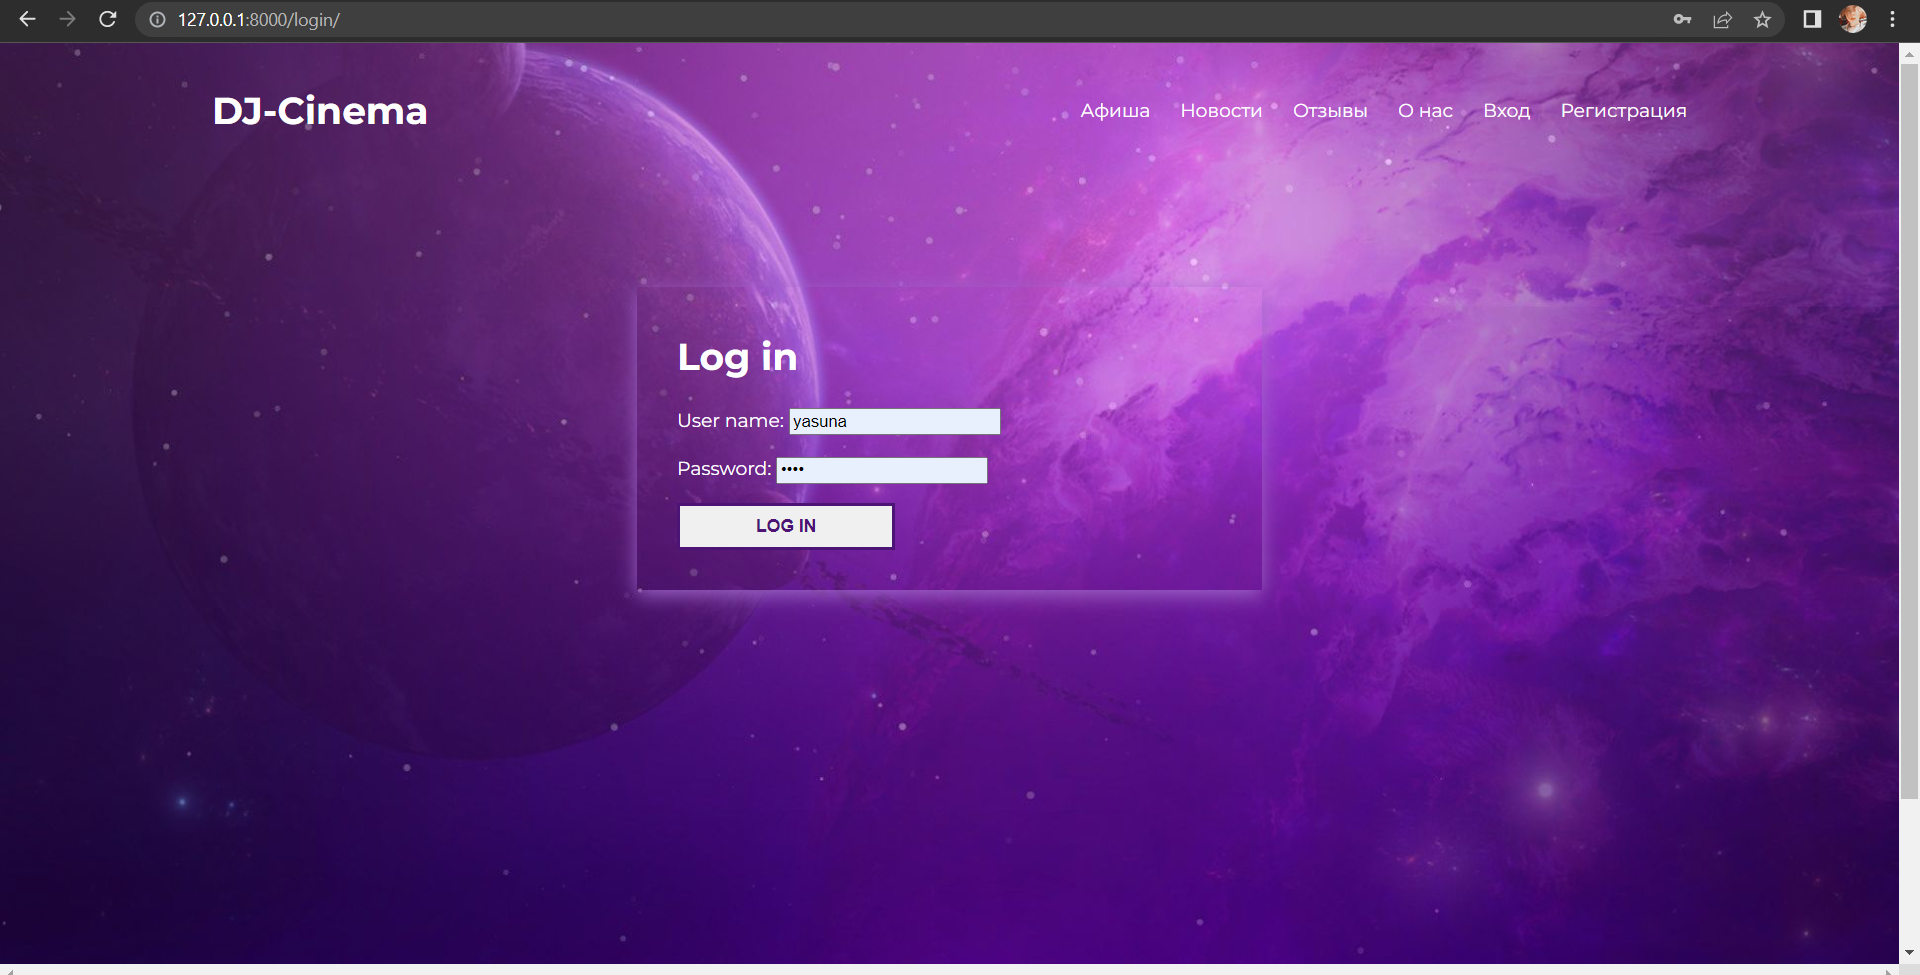 127.0.0.1:8000/login/
DJ-Cinema
Афиша Новости Отзывы О нас Вход Регистрация
Log in
User name: yasuna
Password: ••••
LOG IN